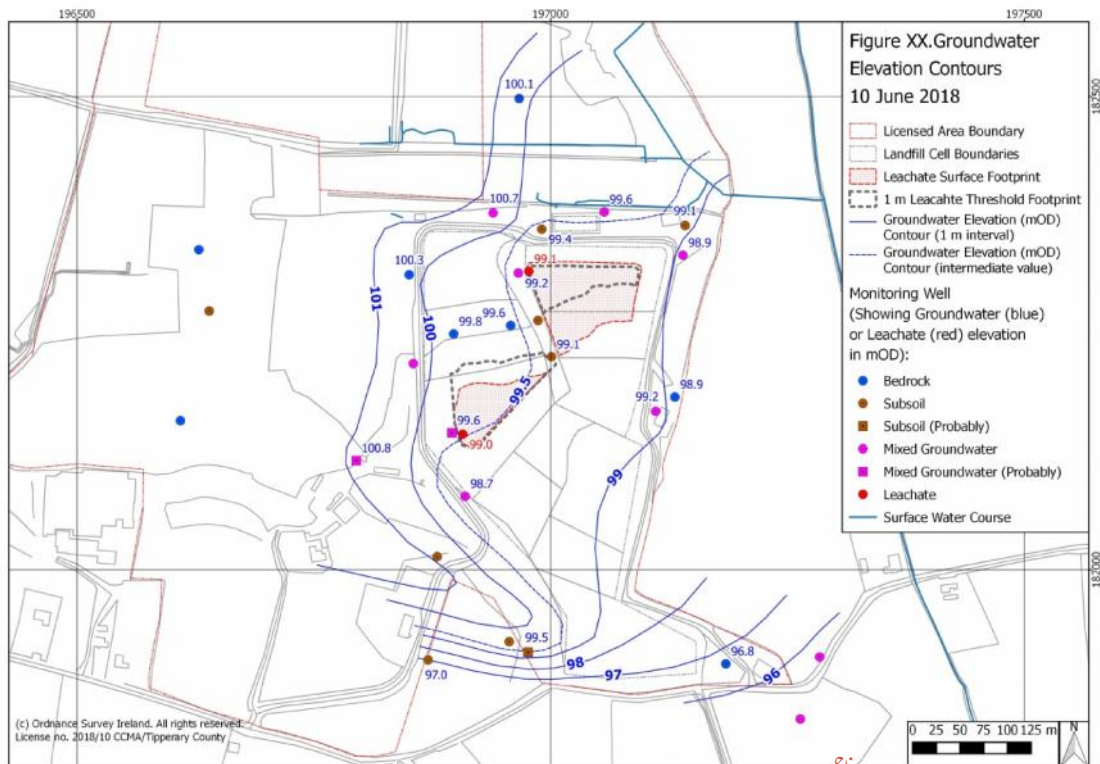 196500
197000
197500
Figure XX.Groundwater
Elevation Contours
10 June 2018
Licensed Area Boundary
Landfill Cell Boundaries
Leachate Surface Footprint
1 m Leacahte Threshold Footprint
Groundwater Elevation (mOD)
Contour (1 m interval)
Groundwater Elevation (mOD)
Contour (intermediate value)
Monitoring Well
(Showing Groundwater (blue)
or Leachate (red) elevation
in mOD):
Bedrock
Subsoil
Subsoil (Probably)
Mixed Groundwater
Mixed Groundwater (Probably)
Leachate
Surface Water Course
182500
182000
100.1
100.7
99.6
99.1
99.4
98.9
100.3
99.1
99.2
101
100
99.8
99.6
99.1
99.5
98.9
99.2
99.6
99.0
100.8
98.7
99
99.5
98
97
97.0
96.8
96
(c) Ordnance Survey Ireland. All rights reserved.
License no. 2018/10 CCMA/Tipperary County
0 25 50 75 100 125 m
N